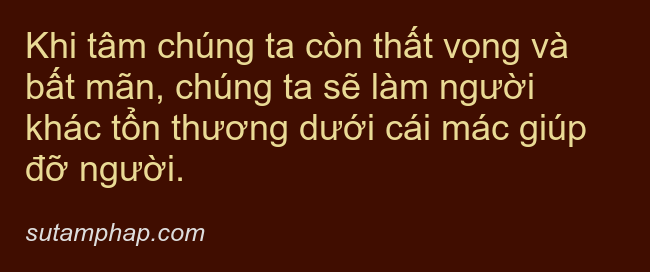 Khi tâm chúng ta còn thất vọng và
bất mãn, chúng ta sẽ làm người
khác tổn thương dưới cái mác giúp
đỡ người.
sutamphap.com